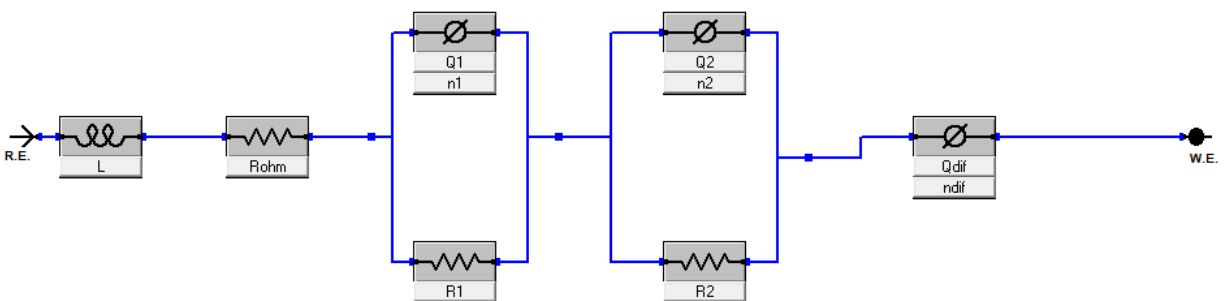 Q1
n1
Q2
n2
R.E.
L
Rohm
Qdif
ndif
W.E.
R1
R2